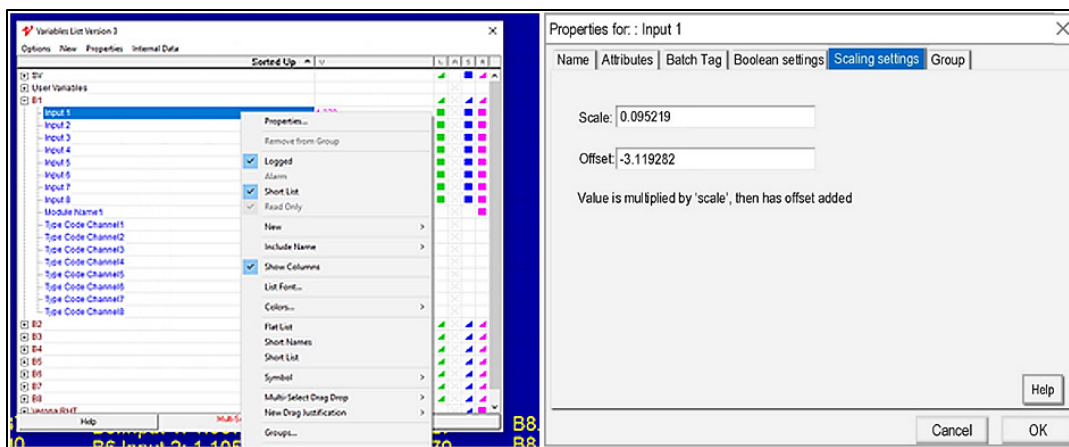 Variables List Version 3
Options New Properties Internal Data
Sorted Up
SV
User Variables
B1
Input 1
Input 2
Input 3
Input 4
Input 5
Input 6
Input 7
Input 8
Module Name1
Type Code Channel1
Type Code Channel2
Type Code Channel3
Type Code Channel4
Type Code Channel5
Type Code Channel6
Type Code Channel7
Type Code Channel8
B2
B3
B4
B5
B6
B7
B8
Help
Properties...
Remove from Group
Logged
Alarm
Short List
Read Only
New
Include Name
Show Columns
List Font...
Colors...
Flat List
Short Names
Short List
Symbol
Multi-Select Drag Drop
New Drag Justification
Groups...
B8
B8
Properties for: : Input 1
Name Attributes Batch Tag Boolean settings Scaling settings Group
Scale: 0.095219
Offset: -3.119282
Value is multiplied by 'scale', then has offset added
Help
Cancel OK